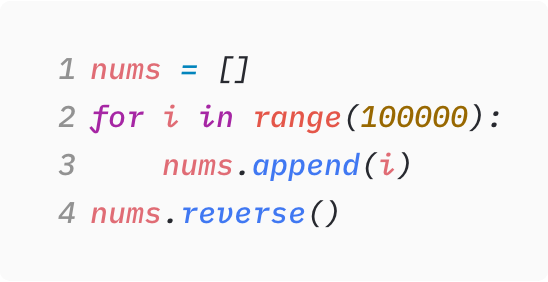 1 nums = []
2 for i in range(100000):
3     nums.append(i)
4 nums.reverse()